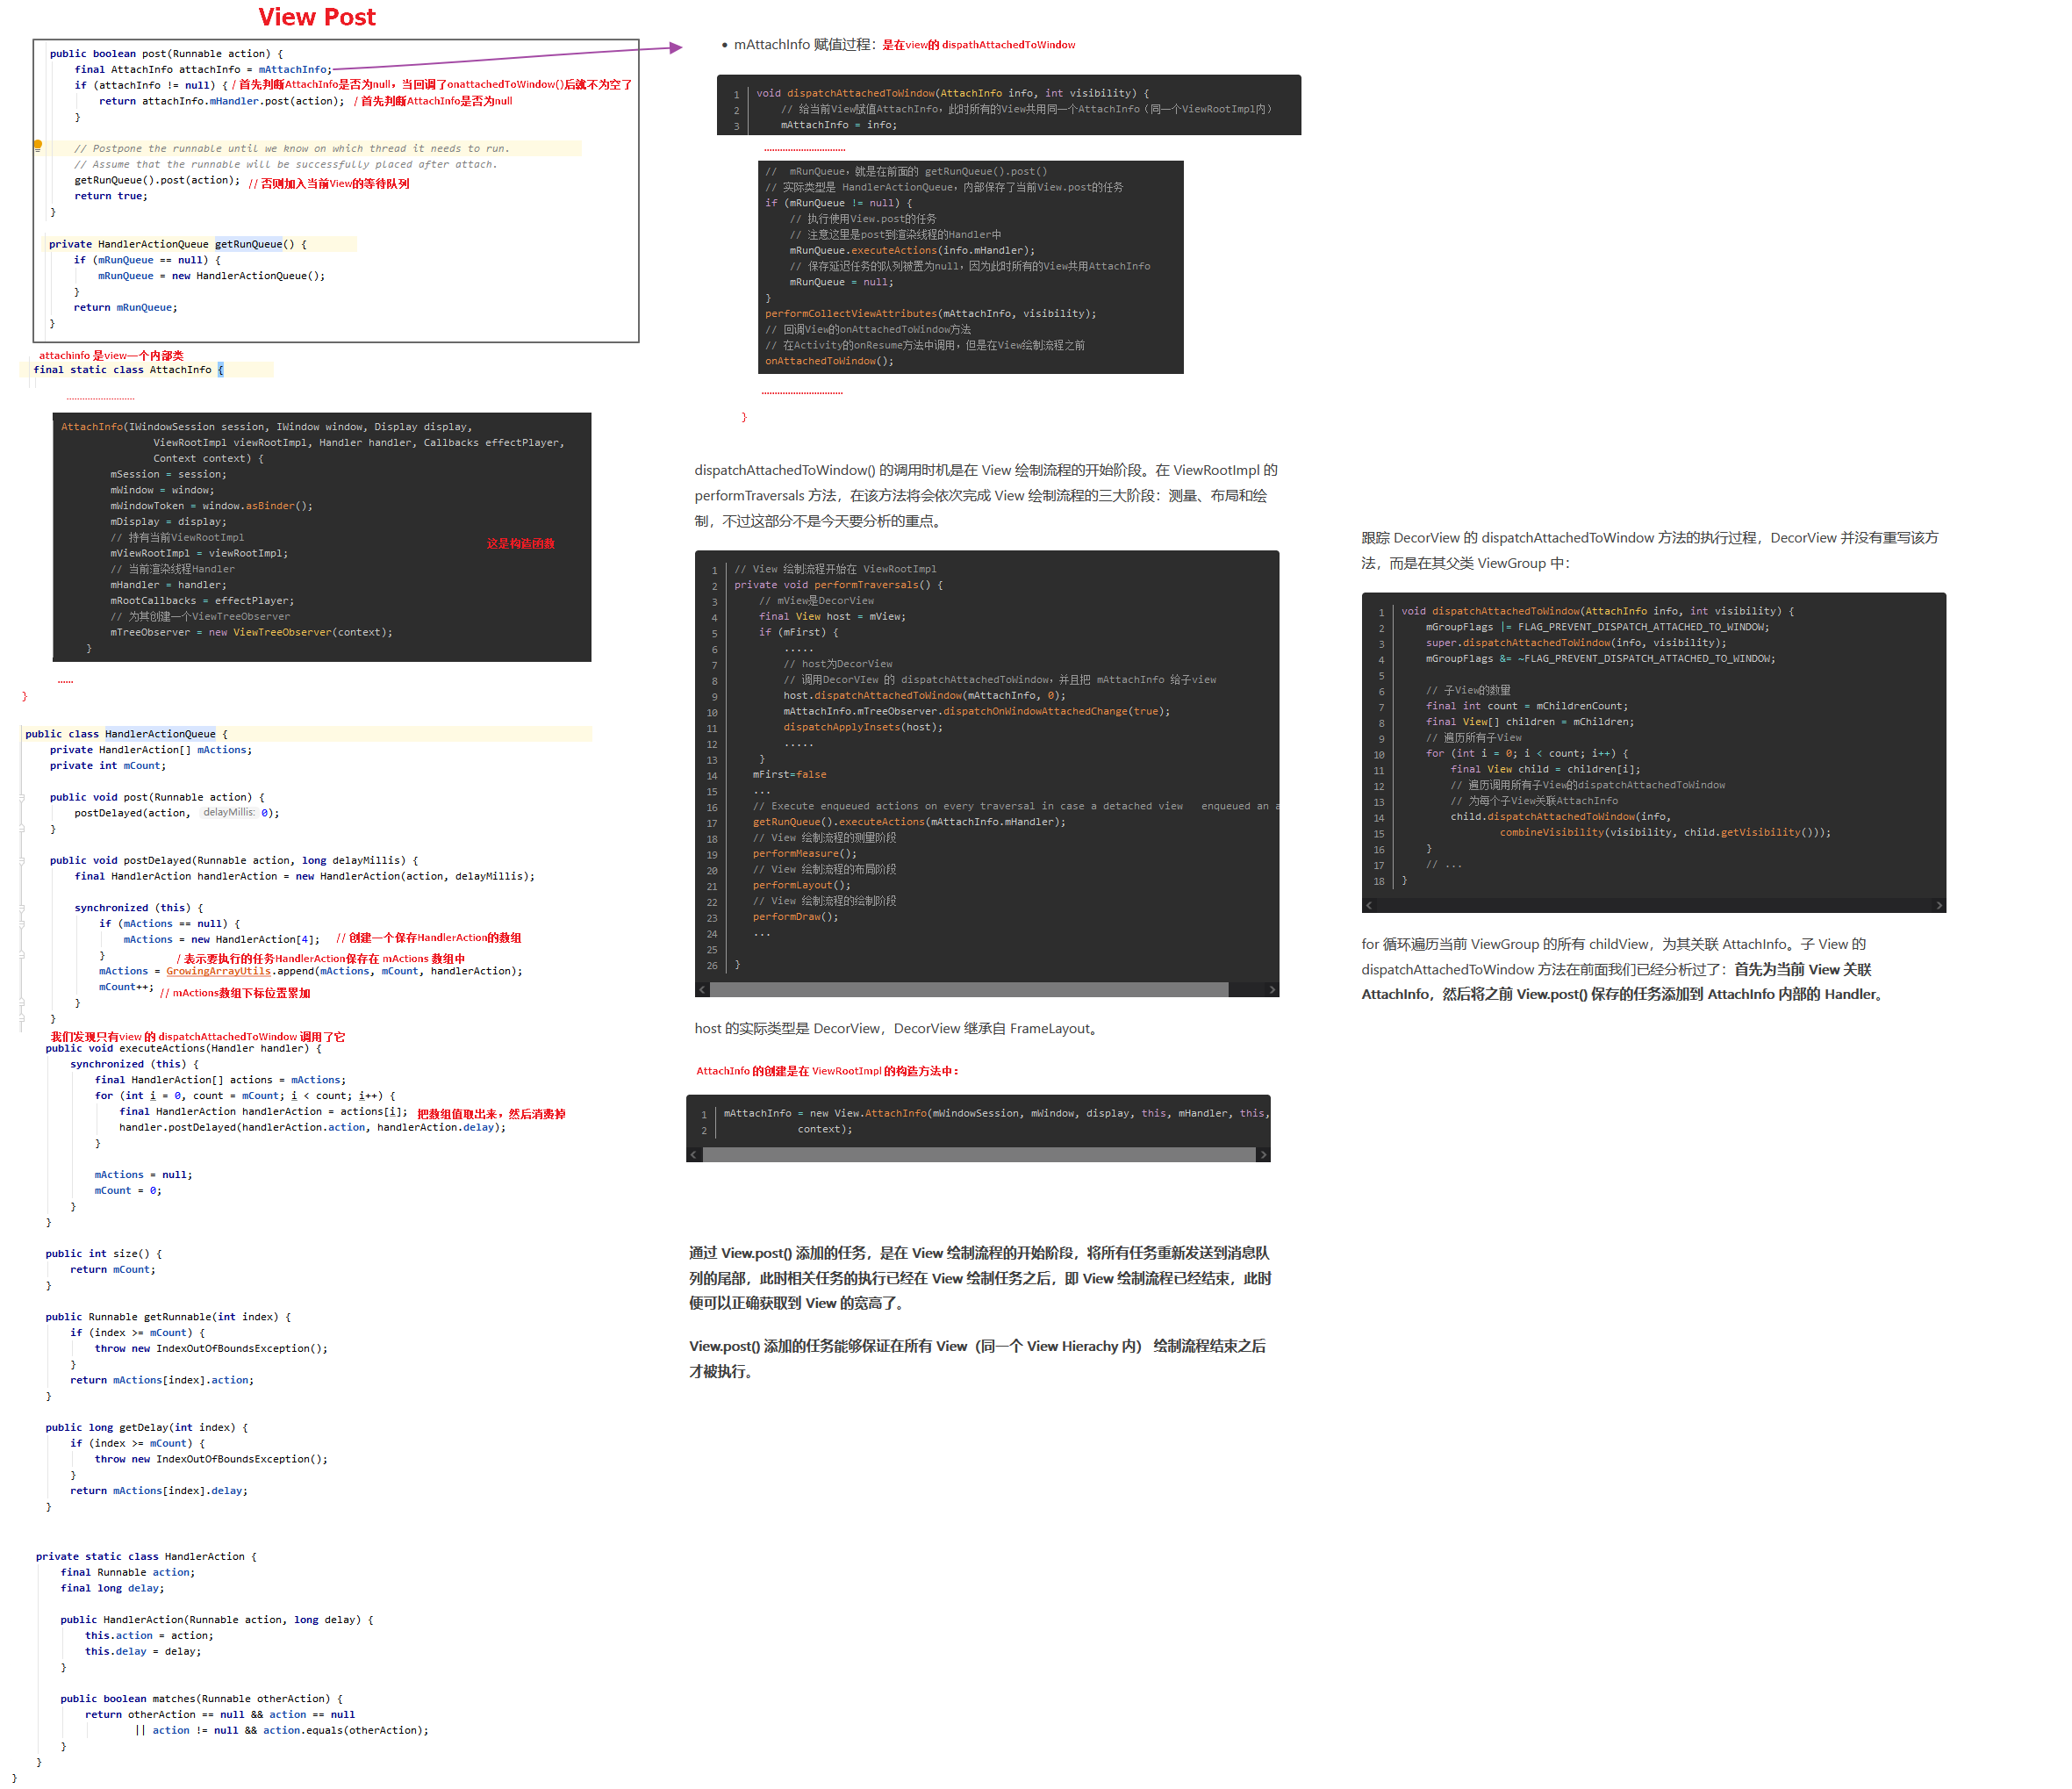 View Post
public boolean post(Runnable action) {
final AttachInfo attachInfo = mAttachInfo;
if (attachInfo != null) { / 首先判断AttachInfo是否为null，当回调了onattachedToWindow()后就不为空了
return attachInfo.mHandler.post(action); / 首先判断AttachInfo是否为null
}
// Postpone the runnable until we know on which thread it needs to run.
// Assume that the runnable will be successfully placed after attach.
getRunQueue().post(action); // 否则加入当前View的等待队列
return true;
}
private HandlerActionQueue getRunQueue() {
if (mRunQueue == null) {
mRunQueue = new HandlerActionQueue();
}
return mRunQueue;
}
attachinfo 是view一个内部类
final static class AttachInfo {
..........................
AttachInfo(IWindowSession session, IWindow window, Display display,
ViewRootImpl viewRootImpl, Handler handler, Callbacks effectPlayer,
Context context) {
mSession = session;
mWindow = window;
mWindowToken = window.asBinder();
mDisplay = display;
// 持有当前ViewRootImpl
这是构造函数
mViewRootImpl = viewRootImpl;
// 当前渲染线程Handler
mHandler = handler;
mRootCallbacks = effectPlayer;
// 为其创建一个ViewTreeObserver
mTreeObserver = new ViewTreeObserver(context);
}
......
}
public class HandlerActionQueue {
private HandlerAction[] mActions;
private int mCount;
public void post(Runnable action) {
postDelayed(action, delayMillis: 0);
}
public void postDelayed(Runnable action, long delayMillis) {
final HandlerAction handlerAction = new HandlerAction(action, delayMillis);
synchronized (this) {
if (mActions == null) {
mActions = new HandlerAction[4]; // 创建一个保存HandlerAction的数组
}
/ 表示要执行的任务HandlerAction保存在 mActions 数组中
mActions = GrowingArrayUtils.append(mActions, mCount, handlerAction);
mCount++; // mActions数组下标位置累加
}
}
我们发现只有view 的 dispatchAttachedToWindow 调用了它
public void executeActions(Handler handler) {
synchronized (this) {
final HandlerAction[] actions = mActions;
for (int i = 0, count = mCount; i < count; i++) {
final HandlerAction handlerAction = actions[i]; 把数组值取出来，然后消费掉
handler.postDelayed(handlerAction.action, handlerAction.delay);
}
mActions = null;
mCount = 0;
}
}
public int size() {
return mCount;
}
public Runnable getRunnable(int index) {
if (index >= mCount) {
throw new IndexOutOfBoundsException();
}
return mActions[index].action;
}
public long getDelay(int index) {
if (index >= mCount) {
throw new IndexOutOfBoundsException();
}
return mActions[index].delay;
}
private static class HandlerAction {
final Runnable action;
final long delay;
public HandlerAction(Runnable action, long delay) {
this.action = action;
this.delay = delay;
}
public boolean matches(Runnable otherAction) {
return otherAction == null && action == null
|| action != null && action.equals(otherAction);
}
}
}
• mAttachInfo 赋值过程：是在view的 dispathAttachedToWindow
1 void dispatchAttachedToWindow(AttachInfo info, int visibility) {
2 // 给当前View赋值AttachInfo，此时所有的View共用同一个AttachInfo（同一个ViewRootImpl内）
3 mAttachInfo = info;
...............................
// mRunQueue，就是在前面的 getRunQueue().post()
// 实际类型是 HandlerActionQueue，内部保存了当前View.post的任务
if (mRunQueue != null) {
// 执行使用View.post的任务
// 注意这里是post到渲染线程的Handler中
mRunQueue.executeActions(info.mHandler);
// 保存延迟任务的队列被置为null，因为此时所有的View共用AttachInfo
mRunQueue = null;
}
performCollectViewAttributes(mAttachInfo, visibility);
// 回调View的onAttachedToWindow方法
// 在Activity的onResume方法中调用，但是在View绘制流程之前
onAttachedToWindow();
...............................
}
dispatchAttachedToWindow() 的调用时机是在 View 绘制流程的开始阶段。在 ViewRootImpl 的
performTraversals 方法，在该方法将会依次完成 View 绘制流程的三大阶段：测量、布局和绘
制，不过这部分不是今天要分析的重点。
1 // View 绘制流程开始在 ViewRootImpl
2 private void performTraversals() {
3 // mView是DecorView
4 final View host = mView;
5 if (mFirst) {
6 .....
7 // host为DecorView
8 // 调用DecorVIew 的 dispatchAttachedToWindow，并且把 mAttachInfo 给子view
9 host.dispatchAttachedToWindow(mAttachInfo, 0);
10 mAttachInfo.mTreeObserver.dispatchOnWindowAttachedChange(true);
11 dispatchApplyInsets(host);
12 .....
13 }
14 mFirst=false
15 ...
16 // Execute enqueued actions on every traversal in case a detached view enqueued an a
17 getRunQueue().executeActions(mAttachInfo.mHandler);
18 // View 绘制流程的测量阶段
19 performMeasure();
20 // View 绘制流程的布局阶段
21 performLayout();
22 // View 绘制流程的绘制阶段
23 performDraw();
24 ...
25
26 }
host 的实际类型是 DecorView，DecorView 继承自 FrameLayout。
AttachInfo 的创建是在 ViewRootImpl 的构造方法中：
1 mAttachInfo = new View.AttachInfo(mWindowSession, mWindow, display, this, mHandler, this,
2 context);
通过 View.post() 添加的任务，是在 View 绘制流程的开始阶段，将所有任务重新发送到消息队
列的尾部，此时相关任务的执行已经在 View 绘制任务之后，即 View 绘制流程已经结束，此时
便可以正确获取到 View 的宽高了。
View.post() 添加的任务能够保证在所有 View（同一个 View Hierachy 内） 绘制流程结束之后
才被执行。
跟踪 DecorView 的 dispatchAttachedToWindow 方法的执行过程，DecorView 并没有重写该方
法，而是在其父类 ViewGroup 中：
1 void dispatchAttachedToWindow(AttachInfo info, int visibility) {
2 mGroupFlags |= FLAG_PREVENT_DISPATCH_ATTACHED_TO_WINDOW;
3 super.dispatchAttachedToWindow(info, visibility);
4 mGroupFlags &= ~FLAG_PREVENT_DISPATCH_ATTACHED_TO_WINDOW;
5
6 // 子View的数量
7 final int count = mChildrenCount;
8 final View[] children = mChildren;
9 // 遍历所有子View
10 for (int i = 0; i < count; i++) {
11 final View child = children[i];
12 // 遍历调用所有子View的dispatchAttachedToWindow
13 // 为每个子View关联AttachInfo
14 child.dispatchAttachedToWindow(info,
15 combineVisibility(visibility, child.getVisibility()));
16 }
17 // ...
18 }
for 循环遍历当前 ViewGroup 的所有 childView，为其关联 AttachInfo。子 View 的
dispatchAttachedToWindow 方法在前面我们已经分析过了：首先为当前 View 关联
AttachInfo，然后将之前 View.post() 保存的任务添加到 AttachInfo 内部的 Handler。